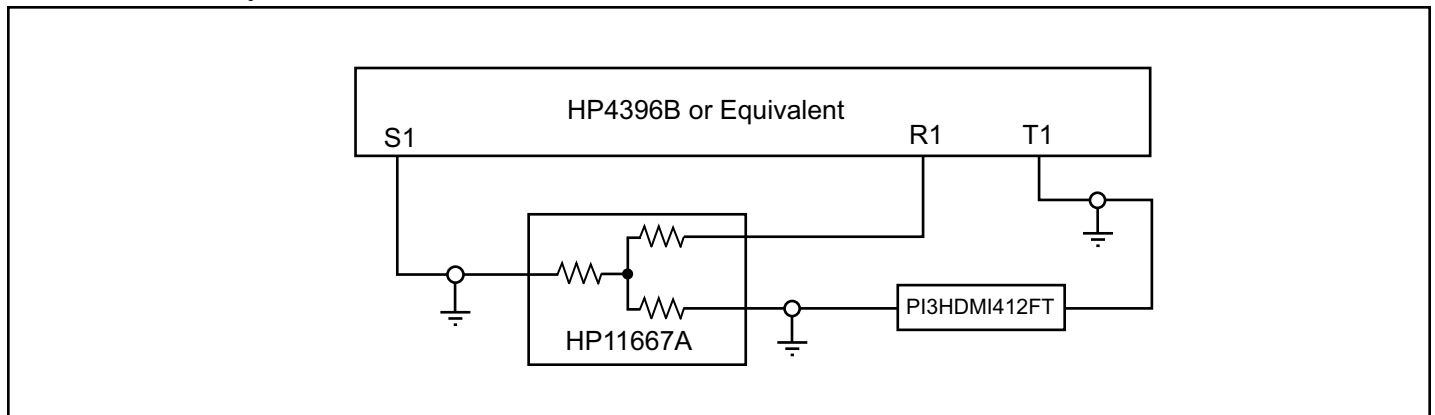 HP4396B or Equivalent
S1
R1
T1
HP11667A
PI3HDMI412FT